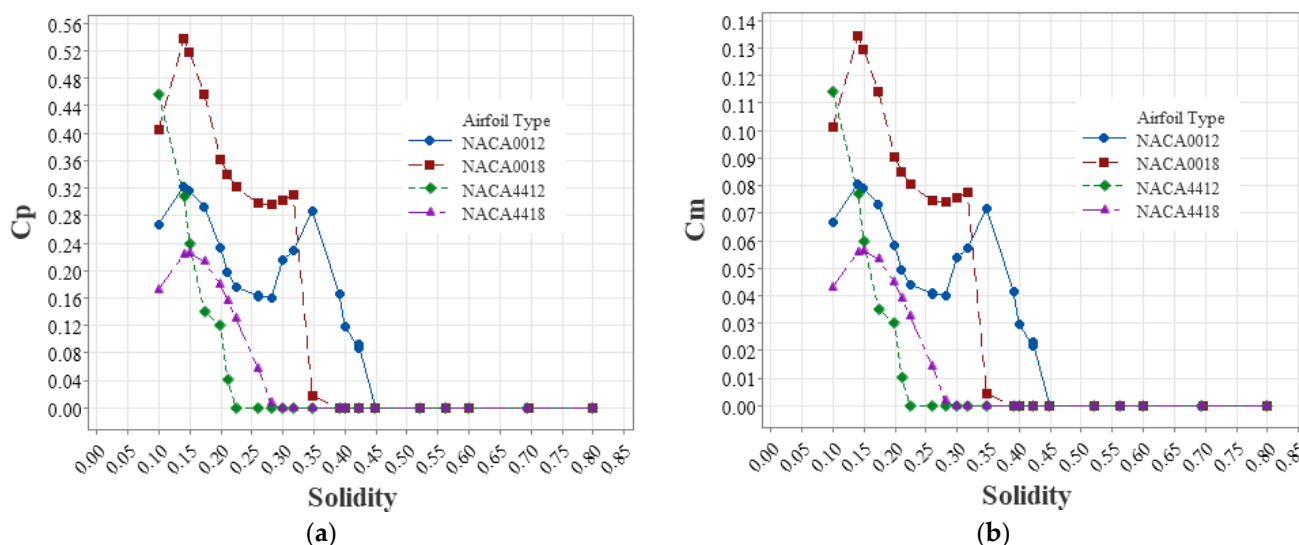 0.56
0.52
0.48
0.44
0.40
0.36
0.32
0.28
0.24
0.20
0.16
0.12
0.08
0.04
0.00
Cp
Airfoil Type
NACA0012
NACA0018
NACA4412
NACA4418
0.00 0.05 0.10 0.15 0.20 0.25 0.30 0.35 0.40 0.45 0.50 0.55 0.60 0.65 0.70 0.75 0.80 0.85
Solidity
(a)
0.14
0.13
0.12
0.11
0.10
0.09
0.08
0.07
0.06
0.05
0.04
0.03
0.02
0.01
0.00
Cm
Airfoil Type
NACA0012
NACA0018
NACA4412
NACA4418
0.00 0.05 0.10 0.15 0.20 0.25 0.30 0.35 0.40 0.45 0.50 0.55 0.60 0.65 0.70 0.75 0.80 0.85
Solidity
(b)